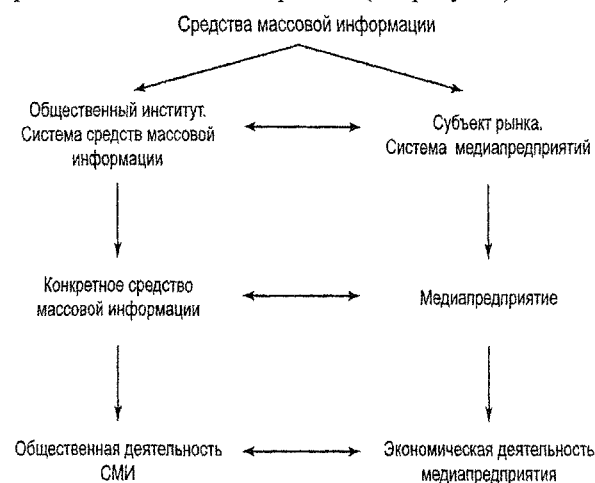 Средства массовой информации
Общественный институт.
Система средств массовой
информации
Субъект рынка.
Система медиапредприятий
Конкретное средство
массовой информации
Медиапредприятие
Общественная деятельность
СМИ
Экономическая деятельность
медиапредприятия